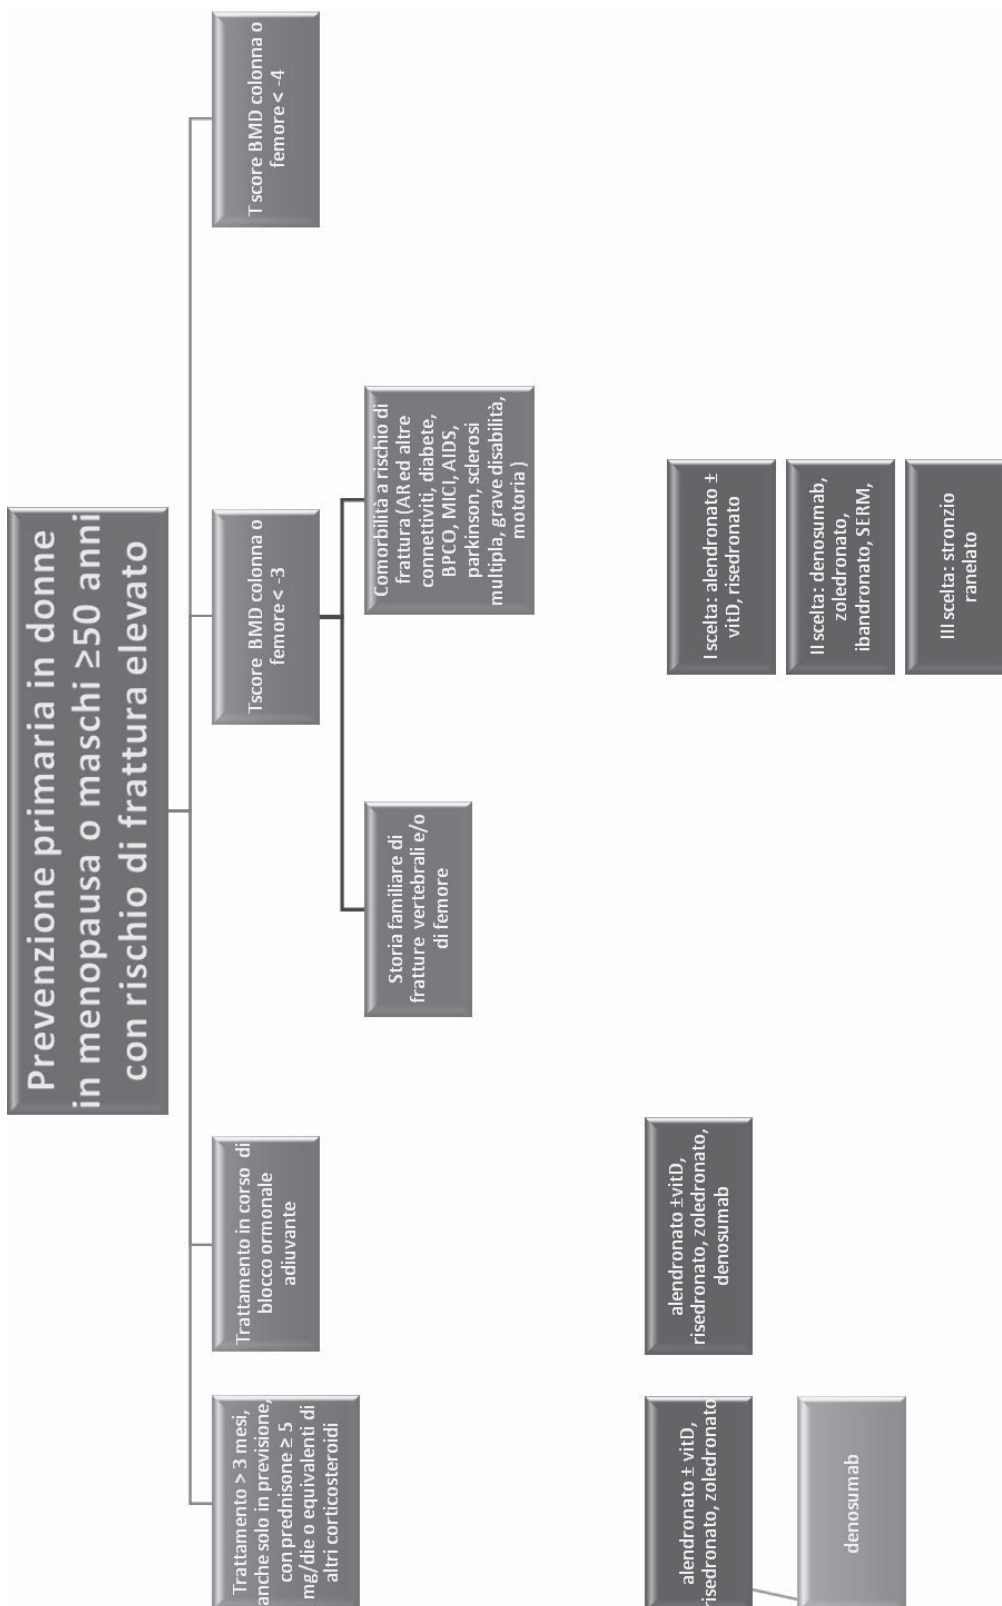 Prevenzione primaria in donne
in menopausa o maschi ≥50 anni
con rischio di frattura elevato
Trattamento > 3 mesi,
anche solo in previsione,
con prednisone ≥ 5
mg/die o equivalenti di
altri corticosteroidi
Trattamento in corso di
blocco ormonale
adiuvante
Tscore BMD colonna o
femore < -3
T score BMD colonna o
femore < -4
Storia familiare di
fratture vertebrali e/o
di femore
Comorbilità a rischio di
frattura (AR ed altre
connettiviti, diabete,
BPCO, MICI, AIDS,
parkinson, sclerosi
multipla, grave disabilità,
motoria )
alendronato ± vitD,
risedronato, zoledronato
denosumab
alendronato ±vitD,
risedronato, zoledronato,
denosumab
I scelta: alendronato ±
vitD, risedronato
II scelta: denosumab,
zoledronato,
ibandronato, SERM,
III scelta: stronzio
ranelato